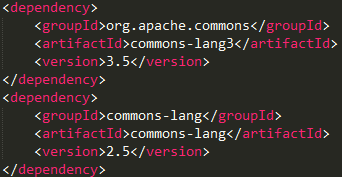 <dependency>
    <groupId>org.apache.commons</groupId>
    <artifactId>commons-lang3</artifactId>
    <version>3.5</version>
</dependency>
<dependency>
    <groupId>commons-lang</groupId>
    <artifactId>commons-lang</artifactId>
    <version>2.5</version>
</dependency>